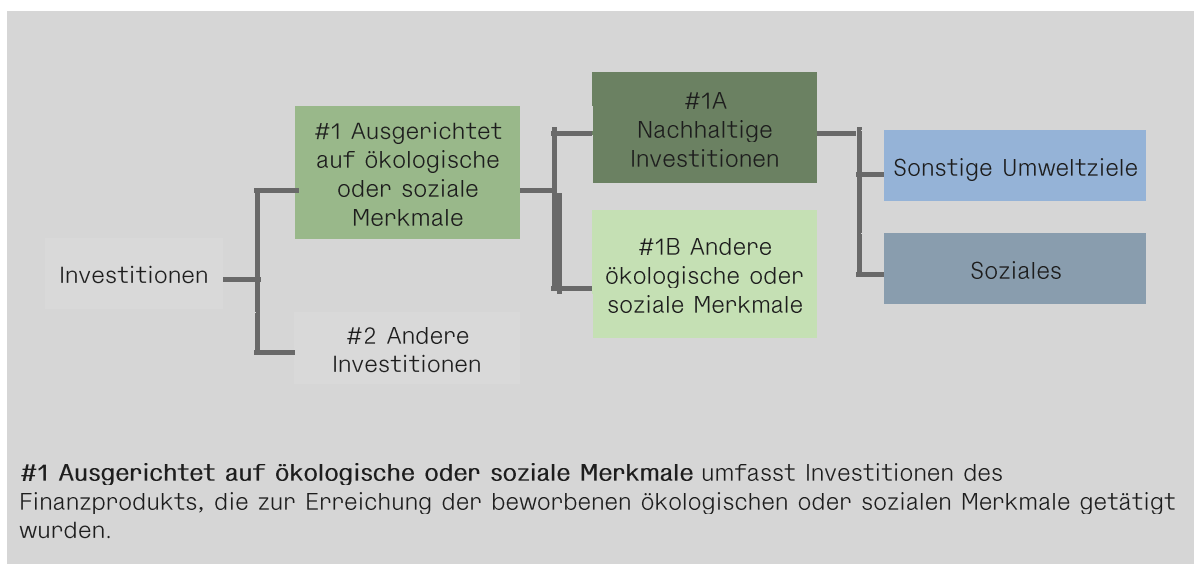 #1A
Nachhaltige
Investitionen
#1 Ausgerichtet
auf ökologische
oder soziale
Merkmale
Sonstige Umweltziele
#1B Andere
ökologische oder
soziale Merkmale
Soziales
Investitionen
#2 Andere
Investitionen
#1 Ausgerichtet auf ökologische oder soziale Merkmale umfasst Investitionen des
Finanzprodukts, die zur Erreichung der beworbenen ökologischen oder sozialen Merkmale getätigt
wurden.